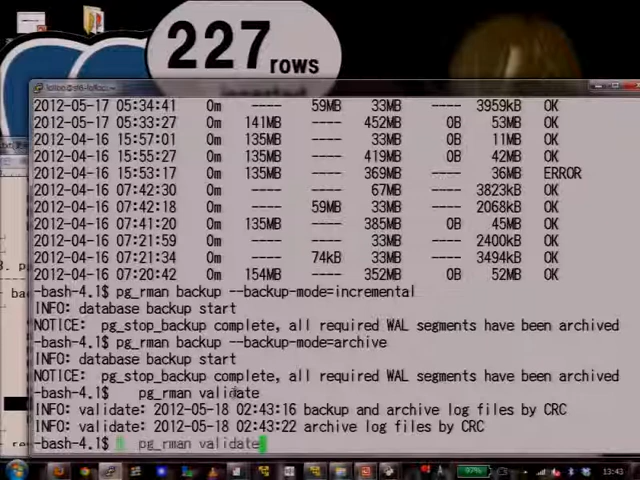 227 rows
2012-05-17 05:34:41 0m ---- 59MB 33MB ---- 3959kB OK
2012-05-17 05:33:27 0m 141MB ---- 452MB 0B 53MB OK
2012-04-16 15:57:01 0m 135MB ---- 33MB 0B 11MB OK
2012-04-16 15:55:27 0m 135MB ---- 419MB 0B 42MB OK
2012-04-16 15:53:17 0m 135MB ---- 369MB ---- 36MB ERROR
2012-04-16 07:42:30 0m ---- ---- 67MB ---- 3823kB OK
2012-04-16 07:42:18 0m ---- 59MB 33MB ---- 2068kB OK
2012-04-16 07:41:20 0m 135MB ---- 385MB 0B 45MB OK
2012-04-16 07:21:59 0m ---- ---- 33MB ---- 2400kB OK
2012-04-16 07:21:34 0m ---- 74kB 33MB ---- 3494kB OK
2012-04-16 07:20:42 0m 154MB ---- 352MB 0B 52MB OK
-bash-4.1$ pg_rman backup --backup-mode=incremental
INFO: database backup start
NOTICE: pg_stop_backup complete, all required WAL segments have been archived
-bash-4.1$ pg_rman backup --backup-mode=archive
INFO: database backup start
NOTICE: pg_stop_backup complete, all required WAL segments have been archived
-bash-4.1$ pg_rman validate
INFO: validate: 2012-05-18 02:43:16 backup and archive log files by CRC
INFO: validate: 2012-05-18 02:43:22 archive log files by CRC
-bash-4.1$ pg_rman validate
97%
13:43